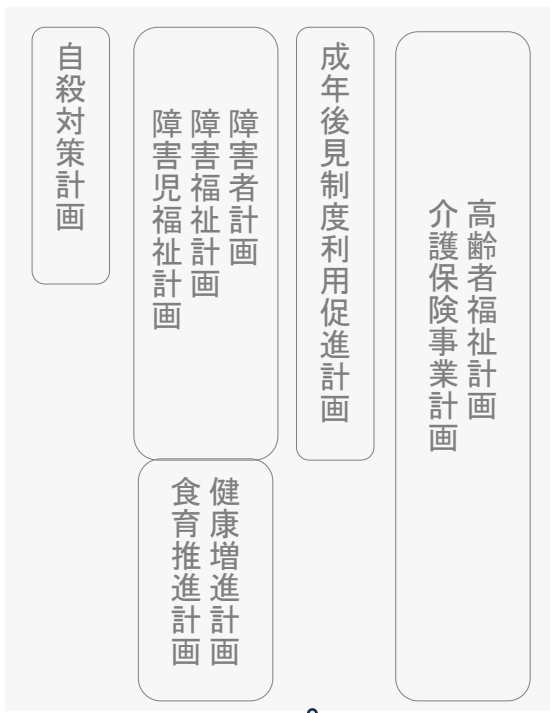 高齢者福祉計画
介護保険事業計画
成年後見制度利用促進計画
障害者計画
障害福祉計画
障害児福祉計画
健康増進計画
食育推進計画
自殺対策計画